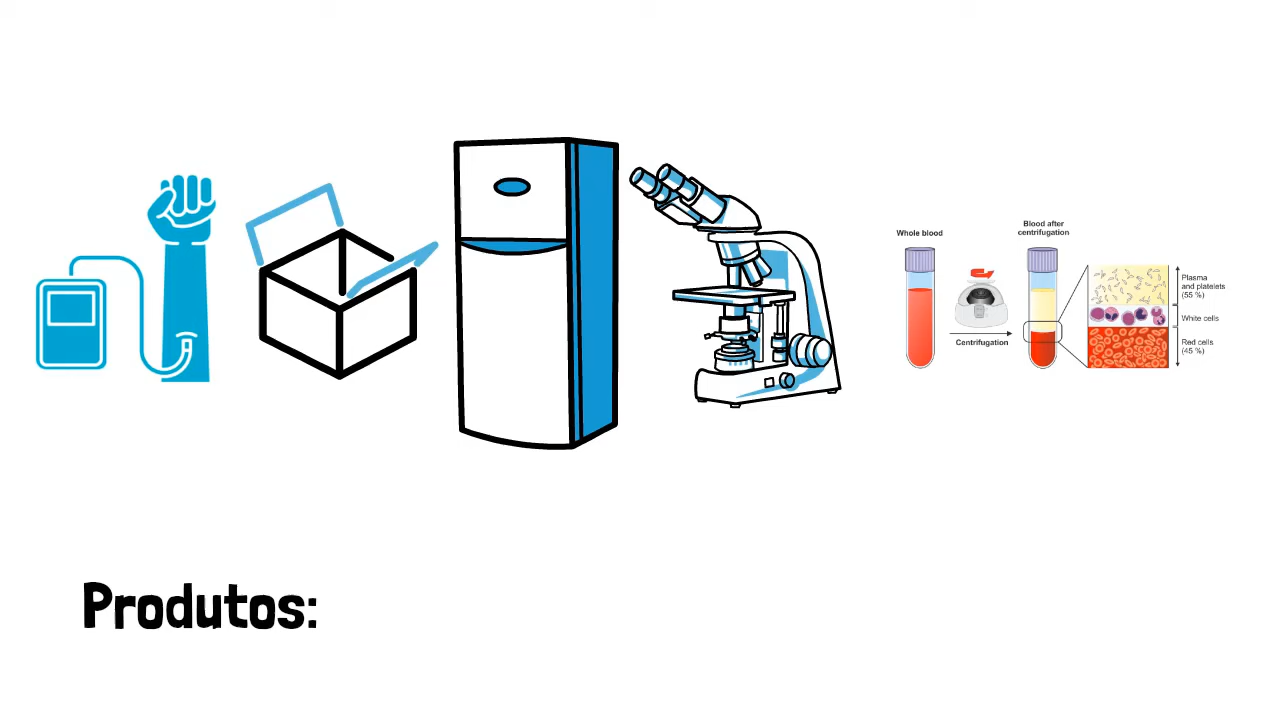 Whole blood
Blood after
centrifugation
Centrifugation
Plasma
and platelets
(55 %)
White cells
Red cells
(45 %)
Produtos: